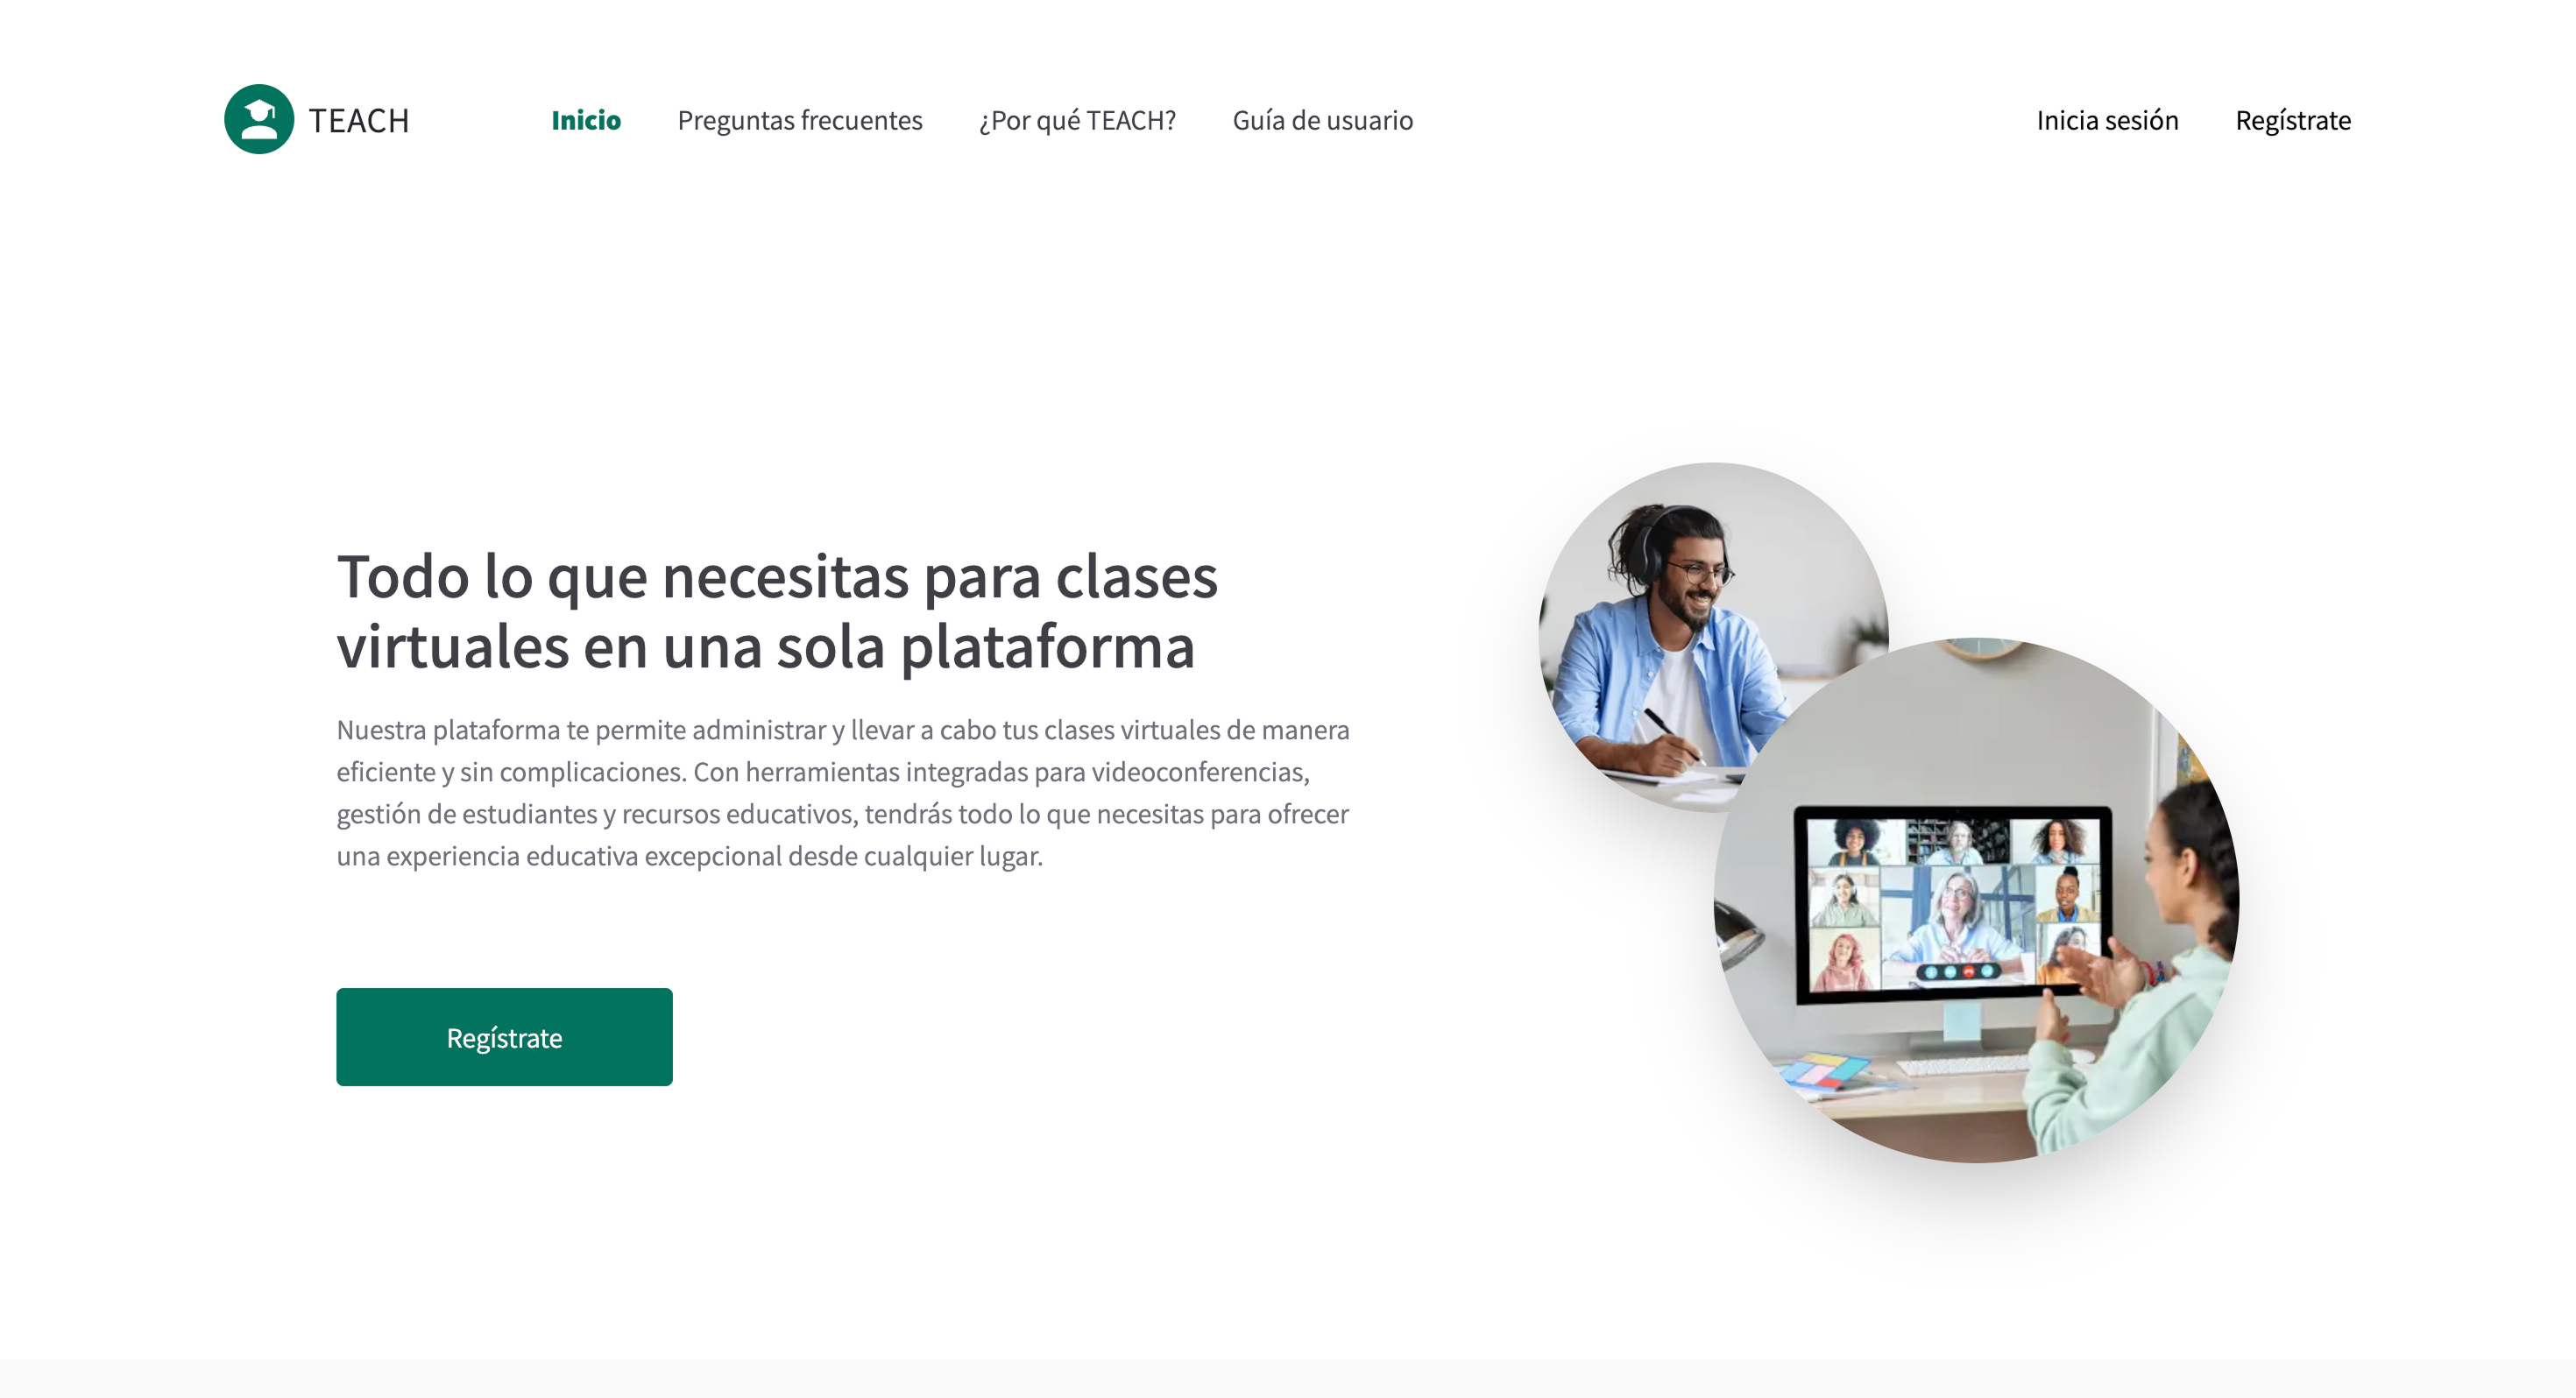 TEACH
Inicio
Preguntas frecuentes
¿Por qué TEACH?
Guía de usuario
Inicia sesión
Regístrate
Todo lo que necesitas para clases
virtuales en una sola plataforma
Nuestra plataforma te permite administrar y llevar a cabo tus clases virtuales de manera
eficiente y sin complicaciones. Con herramientas integradas para videoconferencias,
gestión de estudiantes y recursos educativos, tendrás todo lo que necesitas para ofrecer
una experiencia educativa excepcional desde cualquier lugar.
Regístrate